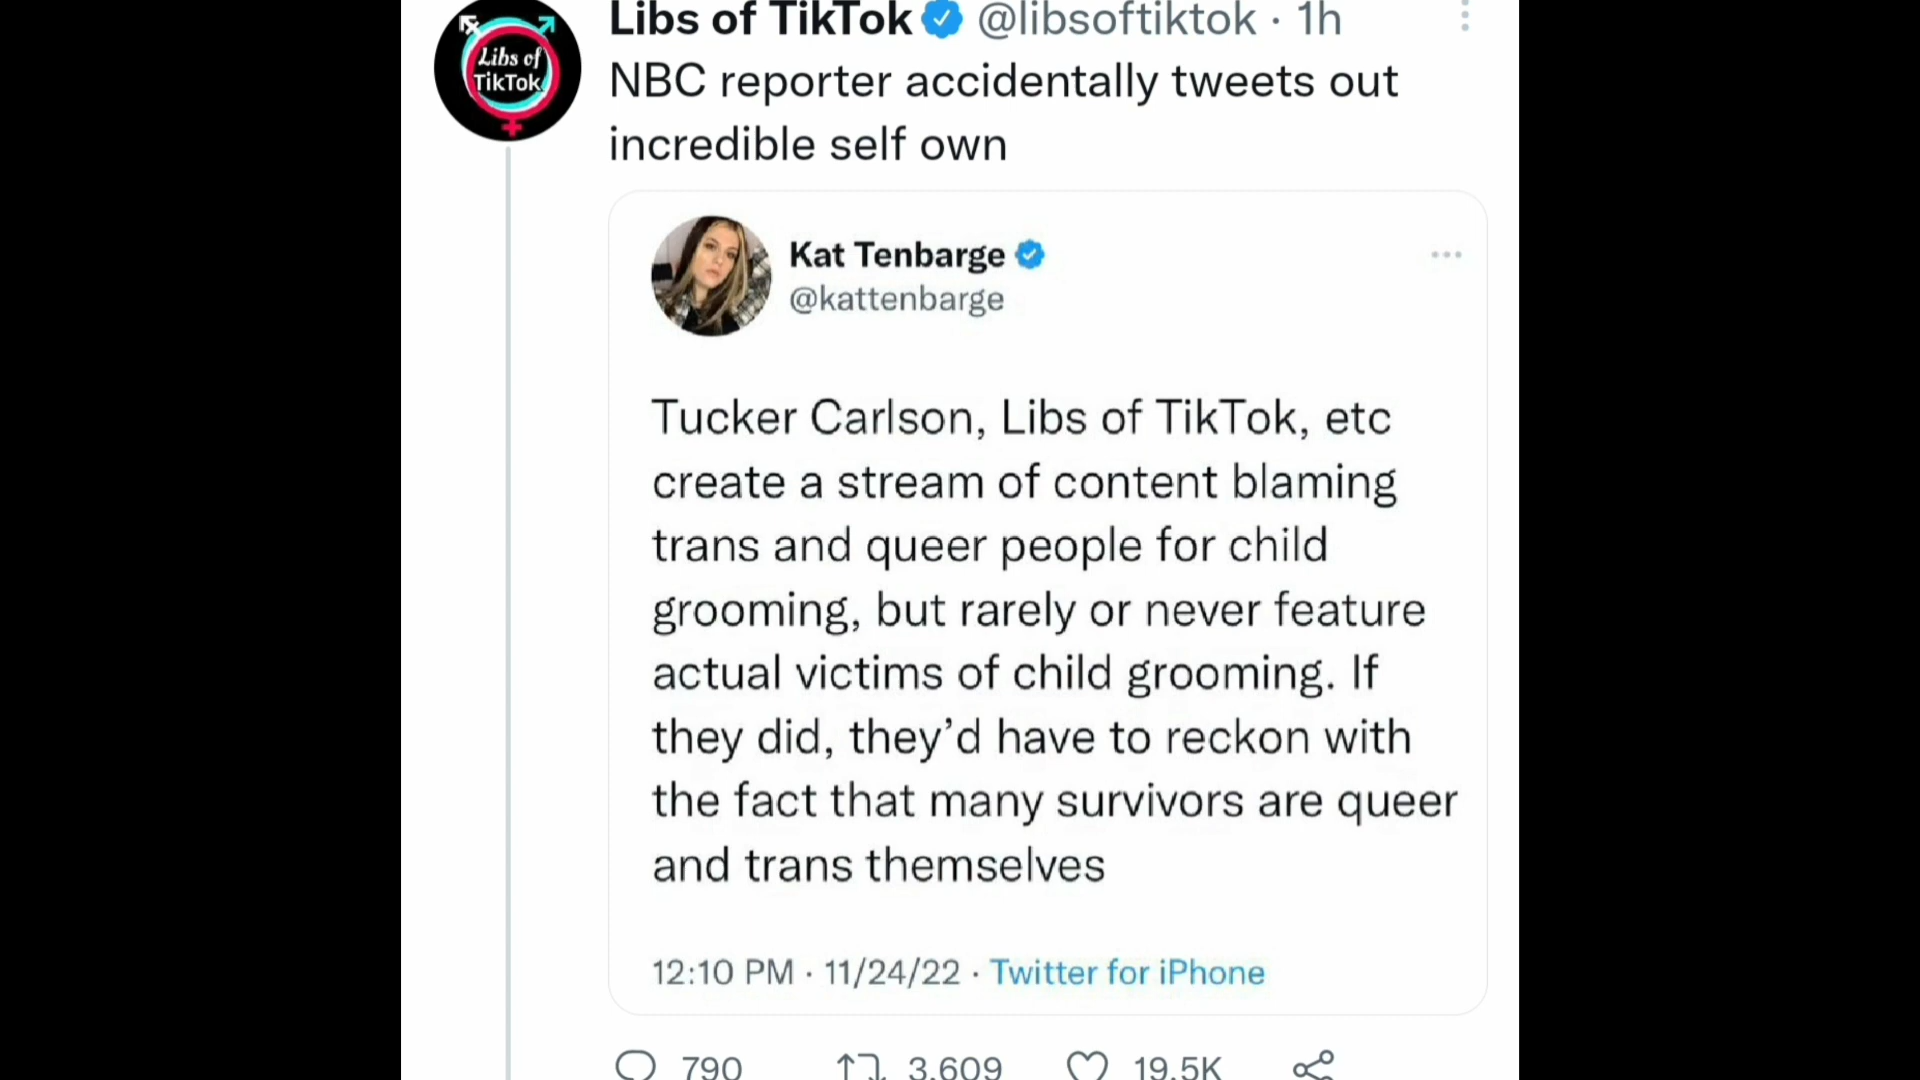 Libs of TikTok @libsoftiktok · 1h
Libs of
TikTok
NBC reporter accidentally tweets out
incredible self own
Kat Tenbarge
@kattenbarge
Tucker Carlson, Libs of TikTok, etc
create a stream of content blaming
trans and queer people for child
grooming, but rarely or never feature
actual victims of child grooming. If
they did, they’d have to reckon with
the fact that many survivors are queer
and trans themselves
12:10 PM · 11/24/22 · Twitter for iPhone
790 3,609 19.5K